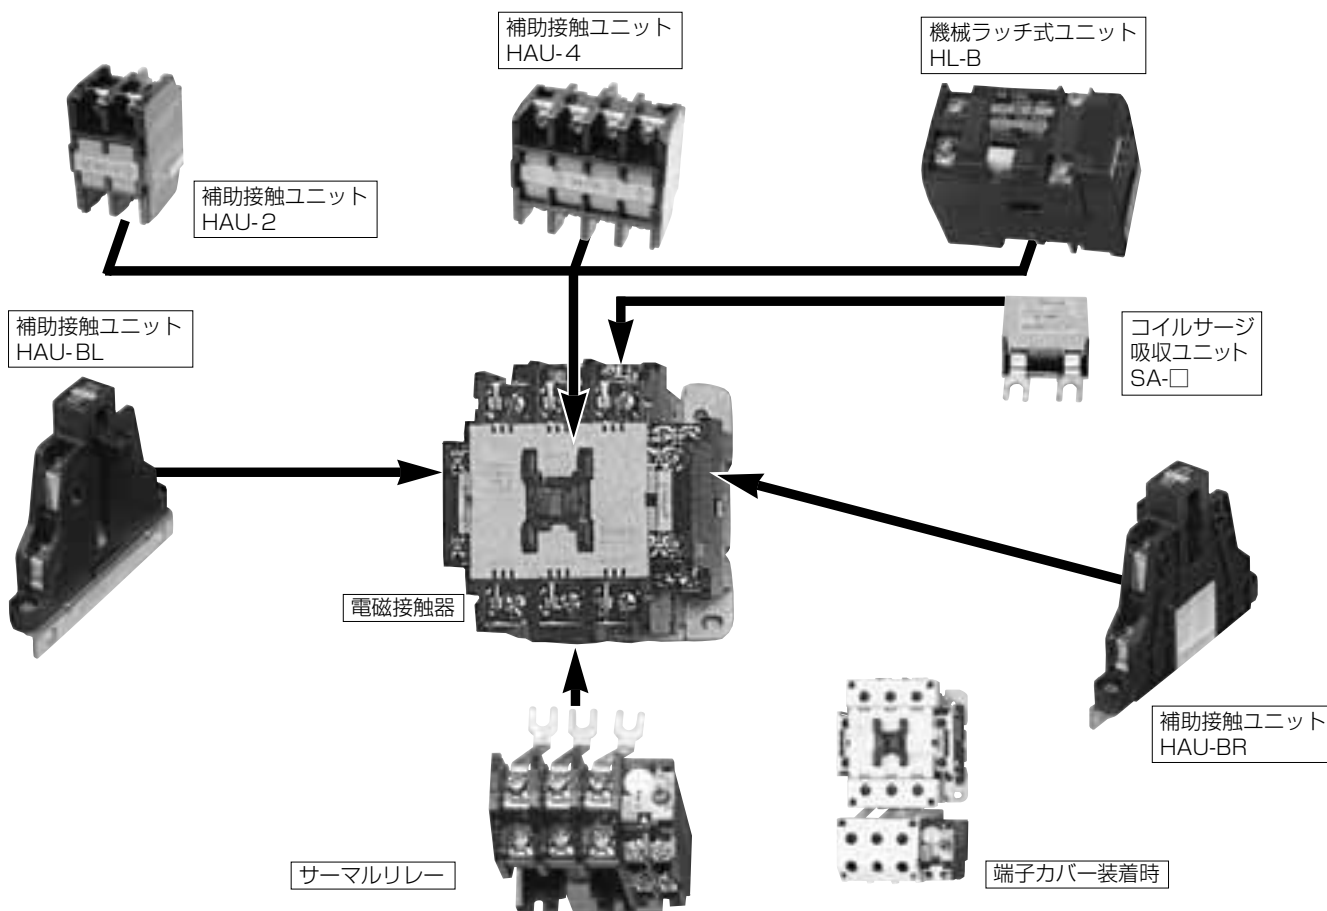 補助接触ユニット
HAU-4
機械ラッチ式ユニット
HL-B
補助接触ユニット
HAU-2
補助接触ユニット
HAU-BL
コイルサージ
吸収ユニット
SA-□
電磁接触器
補助接触ユニット
HAU-BR
サーマルリレー
端子カバー装着時